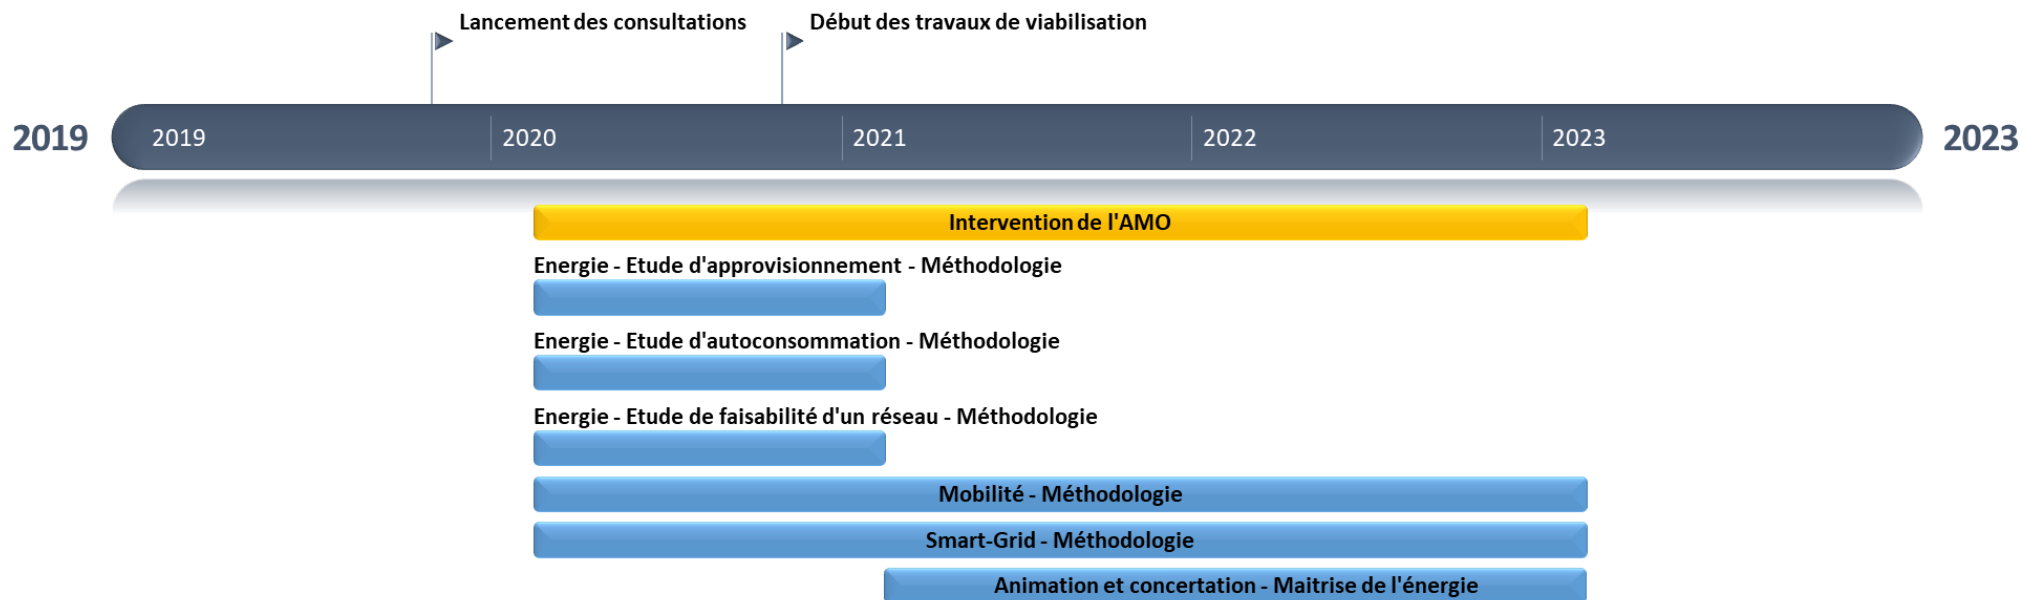 Lancement des consultations
Début des travaux de viabilisation
2019
2019
2020
2021
2022
2023
2023
Intervention de l'AMO
Energie - Etude d'approvisionnement - Méthodologie
Energie - Etude d'autoconsommation - Méthodologie
Energie - Etude de faisabilité d'un réseau - Méthodologie
Mobilité - Méthodologie
Smart-Grid - Méthodologie
Animation et concertation - Maitrise de l'énergie